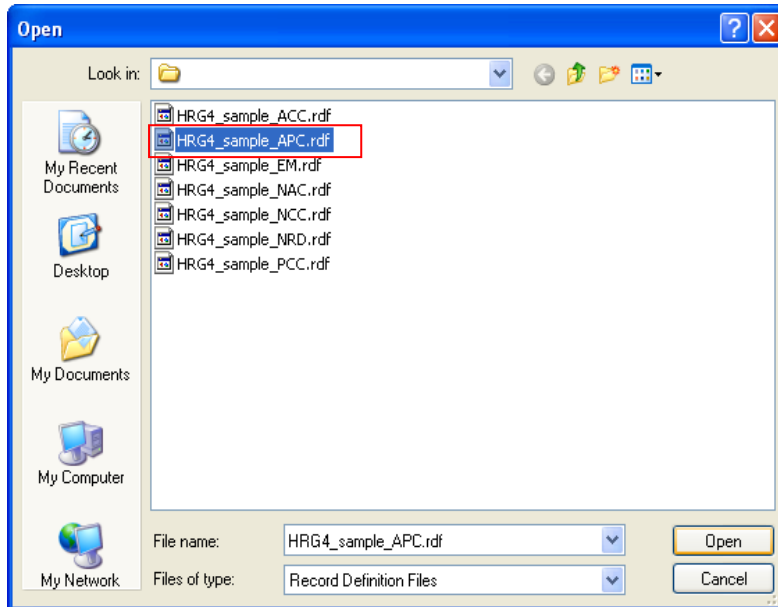 Open
Look in:
My Recent
Documents
Desktop
My Documents
My Computer
My Network
HRG4_sample_ACC.rdf
HRG4_sample_APC.rdf
HRG4_sample_EM.rdf
HRG4_sample_NAC.rdf
HRG4_sample_NCC.rdf
HRG4_sample_NRD.rdf
HRG4_sample_PCC.rdf
File name:
HRG4_sample_APC.rdf
Open
Files of type:
Record Definition Files
Cancel